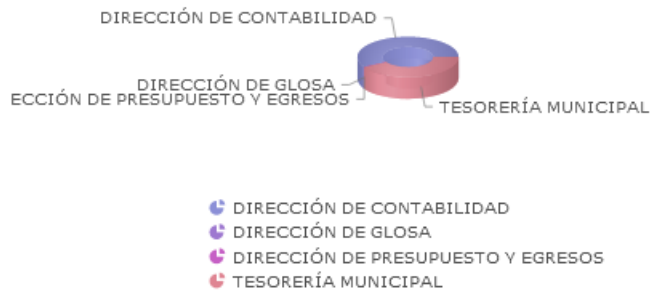 DIRECCIÓN DE CONTABILIDAD
DIRECCIÓN DE GLOSA
ECCIÓN DE PRESUPUESTO Y EGRESOS
TESORERÍA MUNICIPAL
DIRECCIÓN DE CONTABILIDAD
DIRECCIÓN DE GLOSA
DIRECCIÓN DE PRESUPUESTO Y EGRESOS
TESORERÍA MUNICIPAL